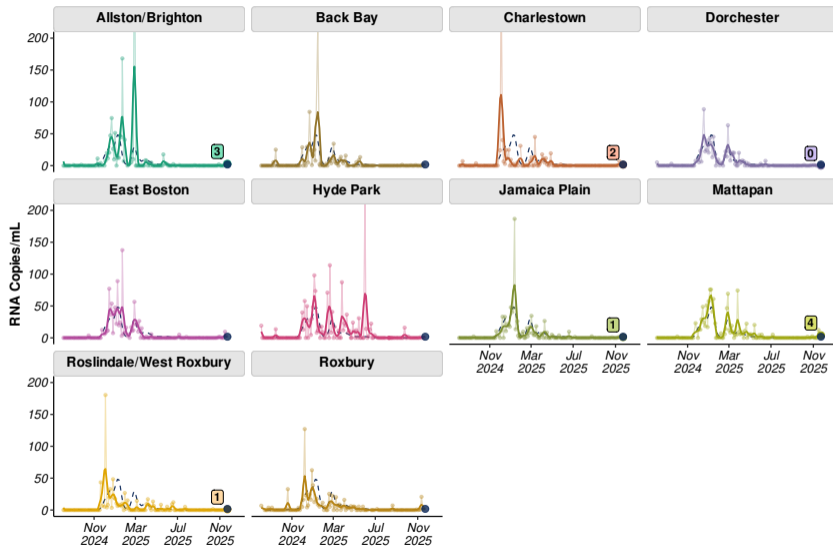 Allston/Brighton Back Bay Charlestown Dorchester
200
150
100
50
0
3 2 0
East Boston Hyde Park Jamaica Plain Mattapan
200
150
100
50
0
1 4
RNA Copies/mL
Nov Mar Jul Nov Nov Mar Jul Nov
2024 2025 2025 2025 2024 2025 2025 2025
Roslindale/West Roxbury Roxbury
200
150
100
50
0
1
Nov Mar Jul Nov Nov Mar Jul Nov
2024 2025 2025 2025 2024 2025 2025 2025